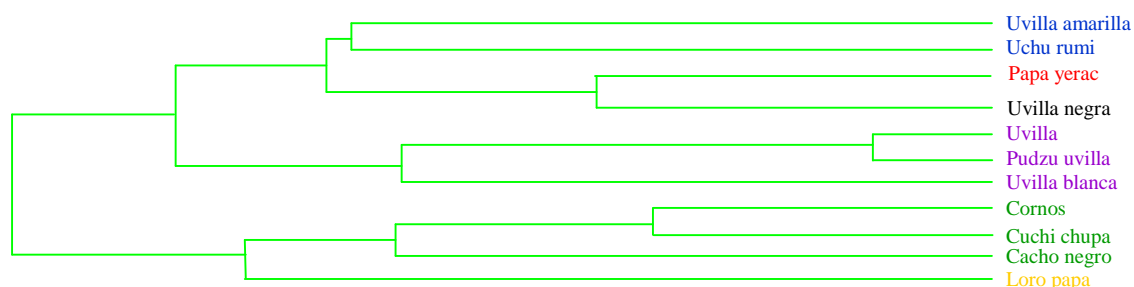 Uvilla amarilla
Uchu rumi
Papa yerac
Uvilla negra
Uvilla
Pudzu uvilla
Uvilla blanca
Cornos
Cuchi chupa
Cacho negro
Loro papa